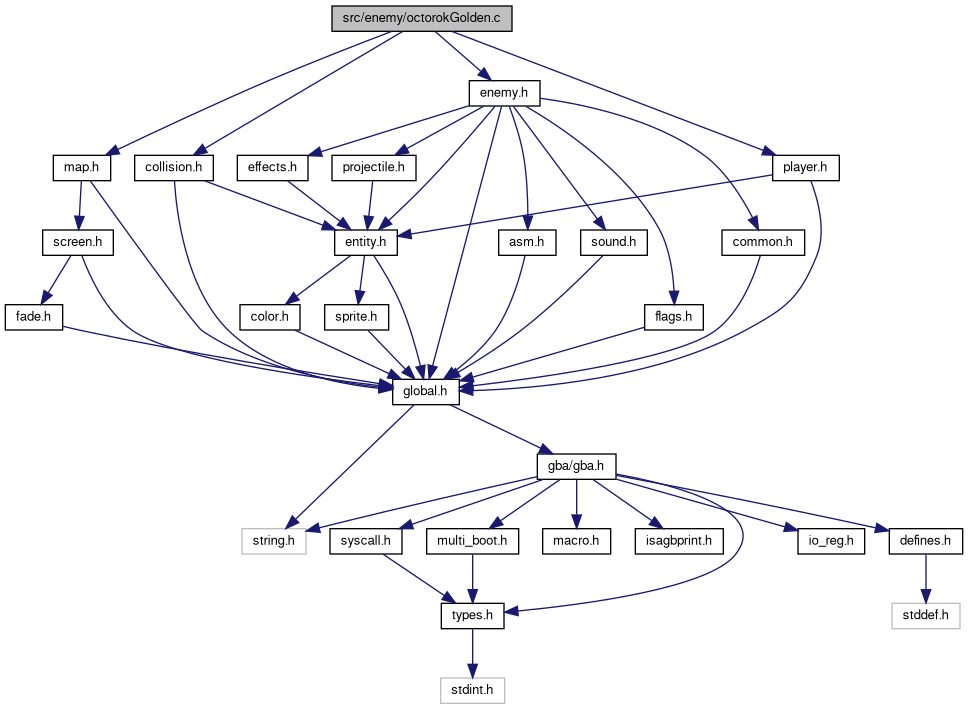 src/enemy/octorokGolden.c
enemy.h
map.h
collision.h
effects.h
projectile.h
player.h
screen.h
entity.h
asm.h
sound.h
common.h
fade.h
color.h
sprite.h
flags.h
global.h
gba/gba.h
string.h
syscall.h
multi_boot.h
macro.h
isagbprint.h
io_reg.h
defines.h
types.h
stddef.h
stdint.h